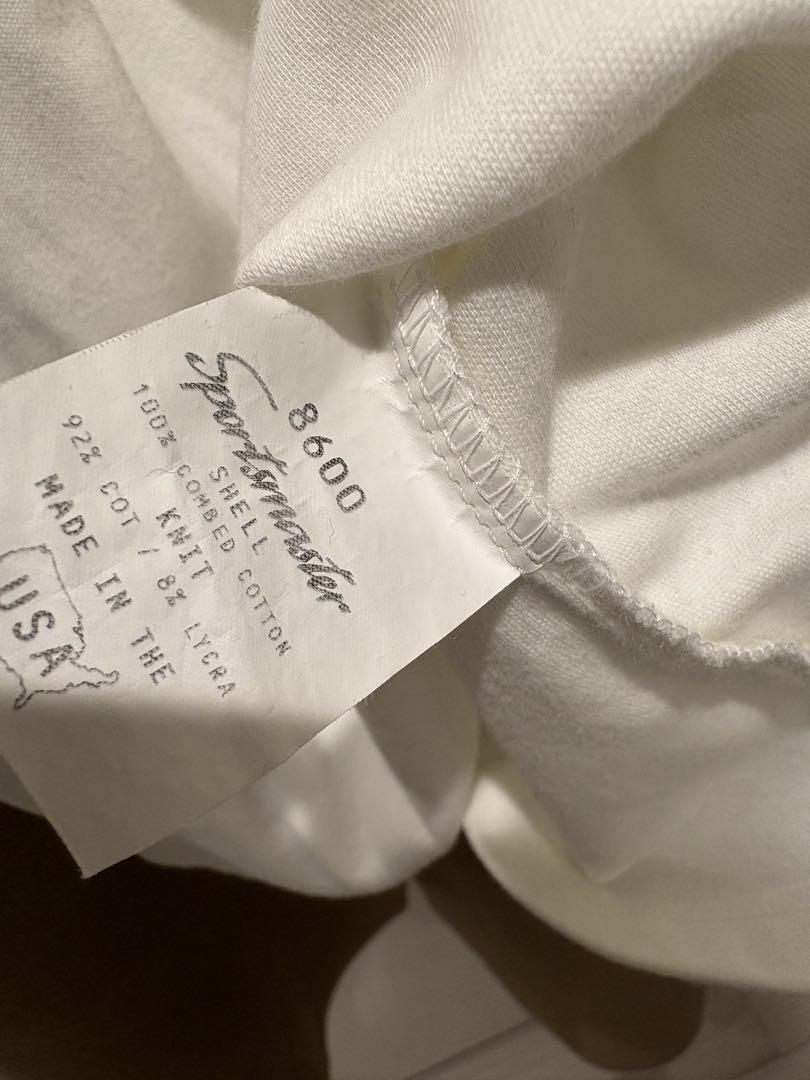 8600
Sportsmaster
SHELL
100% COMBED COTTON
KNIT
92% COT / 8% LYCRA
MADE IN THE
USA